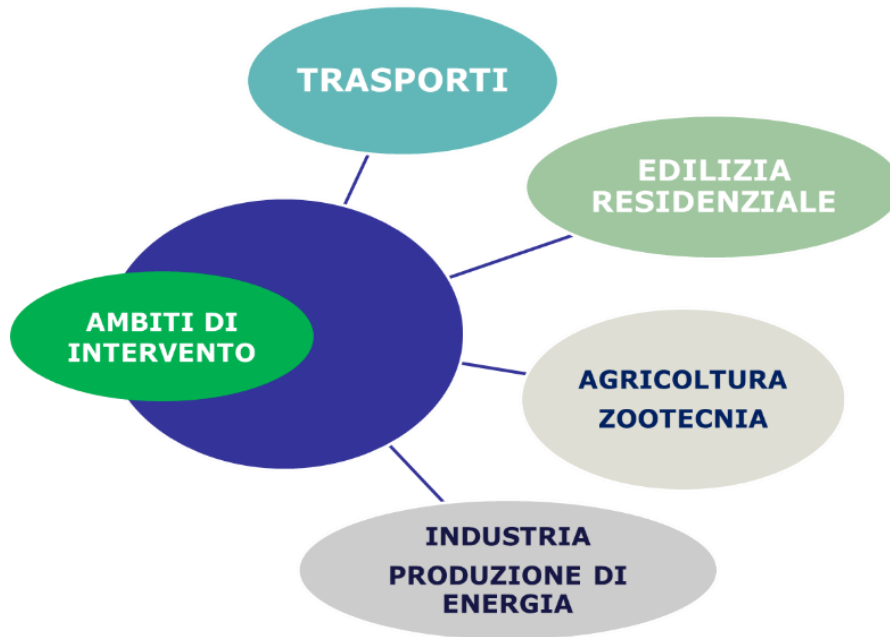 TRASPORTI
EDILIZIA
RESIDENZIALE
AMBITI DI
INTERVENTO
AGRICOLTURA
ZOOTECNIA
INDUSTRIA
PRODUZIONE DI
ENERGIA